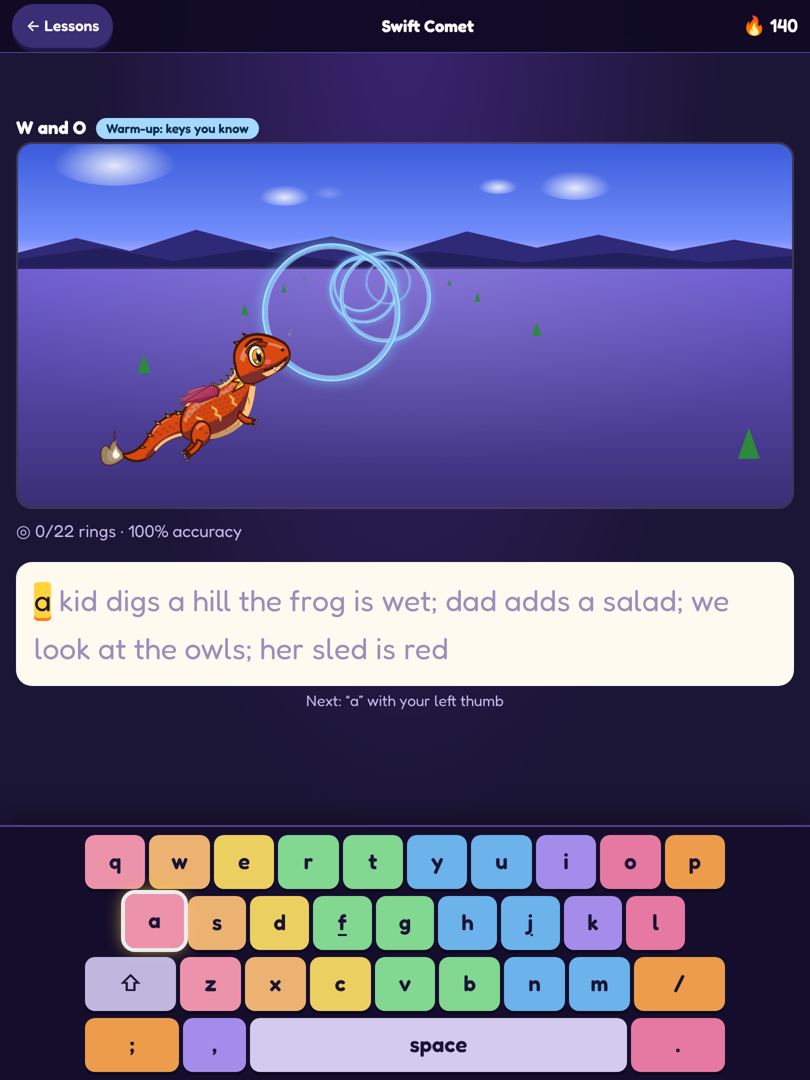 ← Lessons
Swift Comet
🔥 140
W and O
Warm-up: keys you know
◎ 0/22 rings · 100% accuracy
a kid digs a hill the frog is wet; dad adds a salad; we
look at the owls; her sled is red
Next: “a” with your left thumb
q w e r t y u i o p
a s d f g h j k l
⇧ z x c v b n m /
; , space .